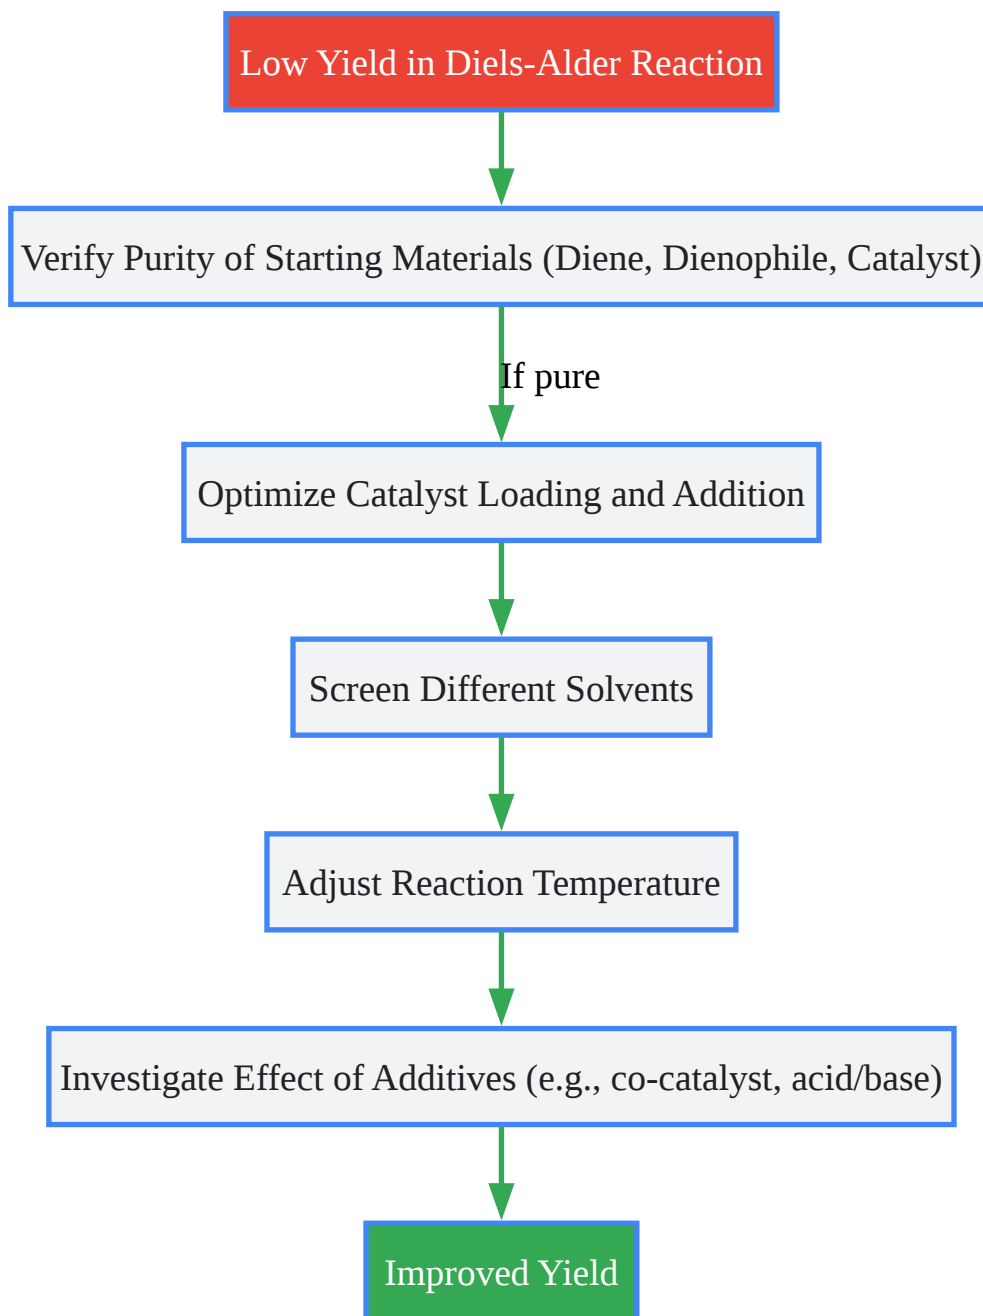 Low Yield in Diels-Alder Reaction
Verify Purity of Starting Materials (Diene, Dienophile, Catalyst)
If pure
Optimize Catalyst Loading and Addition
Screen Different Solvents
Adjust Reaction Temperature
Investigate Effect of Additives (e.g., co-catalyst, acid/base)
Improved Yield